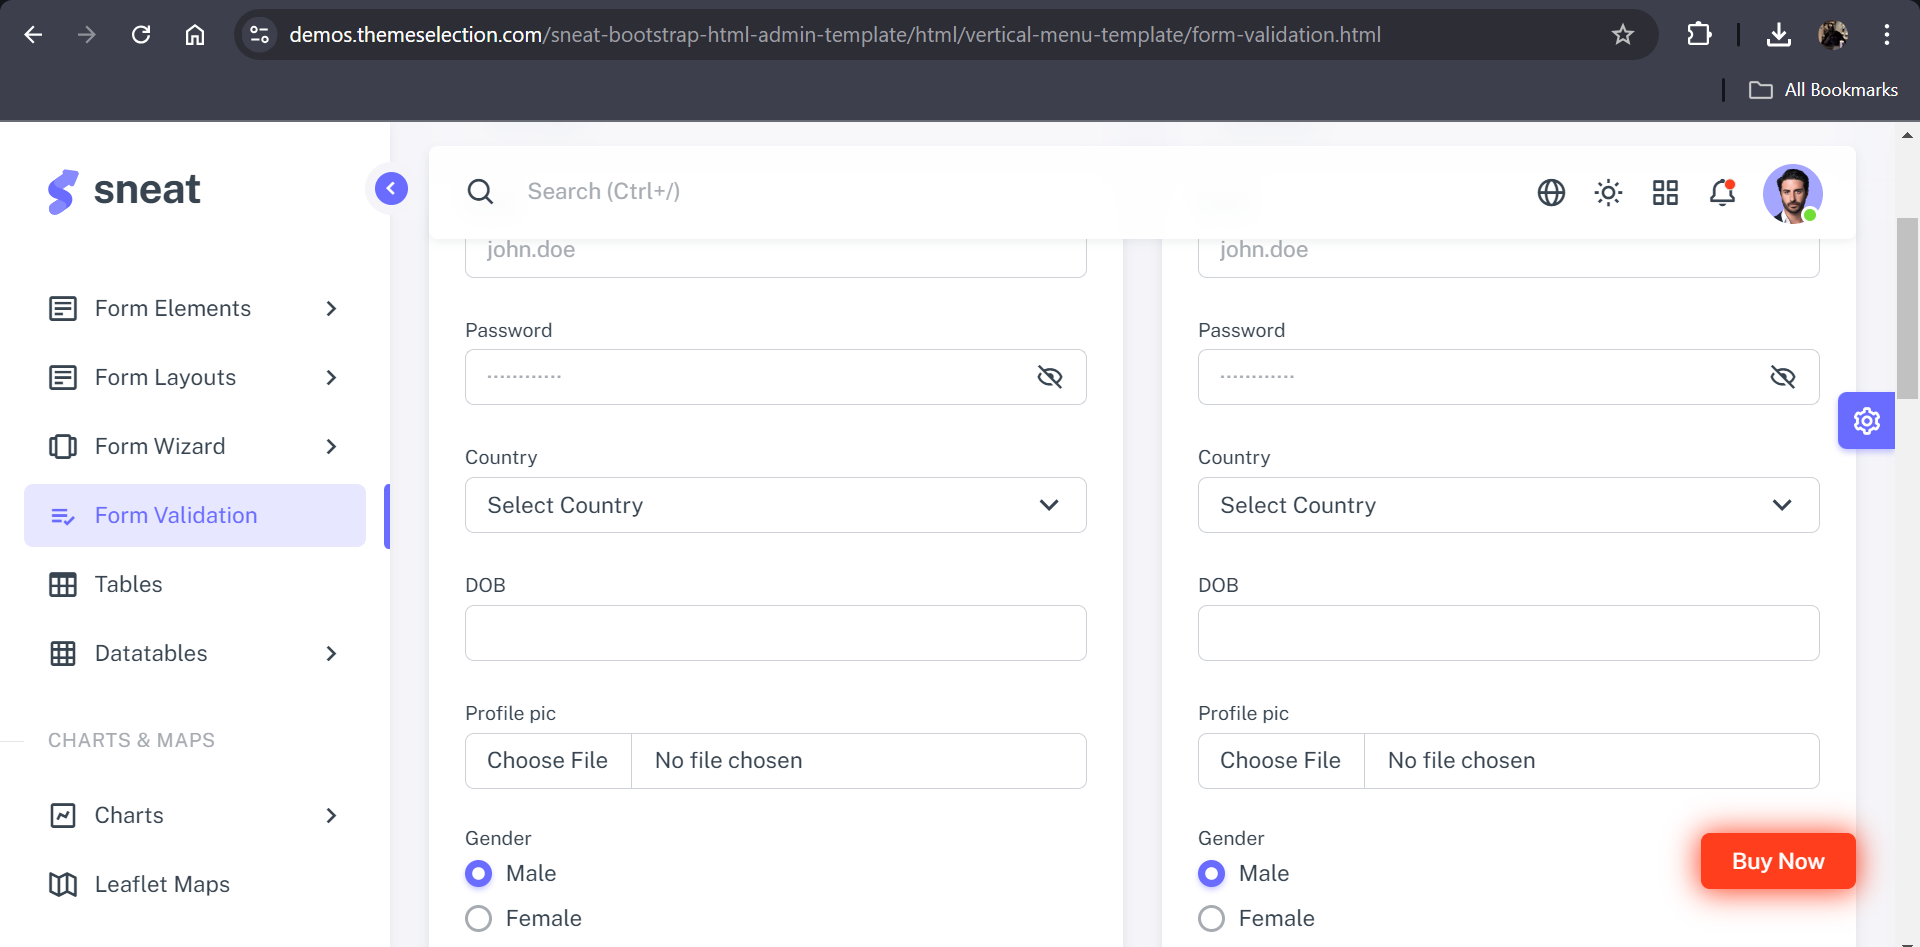 demos.themeselection.com/sneat-bootstrap-html-admin-template/html/vertical-menu-template/form-validation.html
All Bookmarks
sneat
Search (Ctrl+/)
Form Elements
Form Layouts
Form Wizard
Form Validation
Tables
Datatables
CHARTS & MAPS
Charts
Leaflet Maps
john.doe
Password
············
Country
Select Country
DOB
Profile pic
Choose File No file chosen
Gender
Male
Female
john.doe
Password
············
Country
Select Country
DOB
Profile pic
Choose File No file chosen
Gender
Male
Female
Buy Now